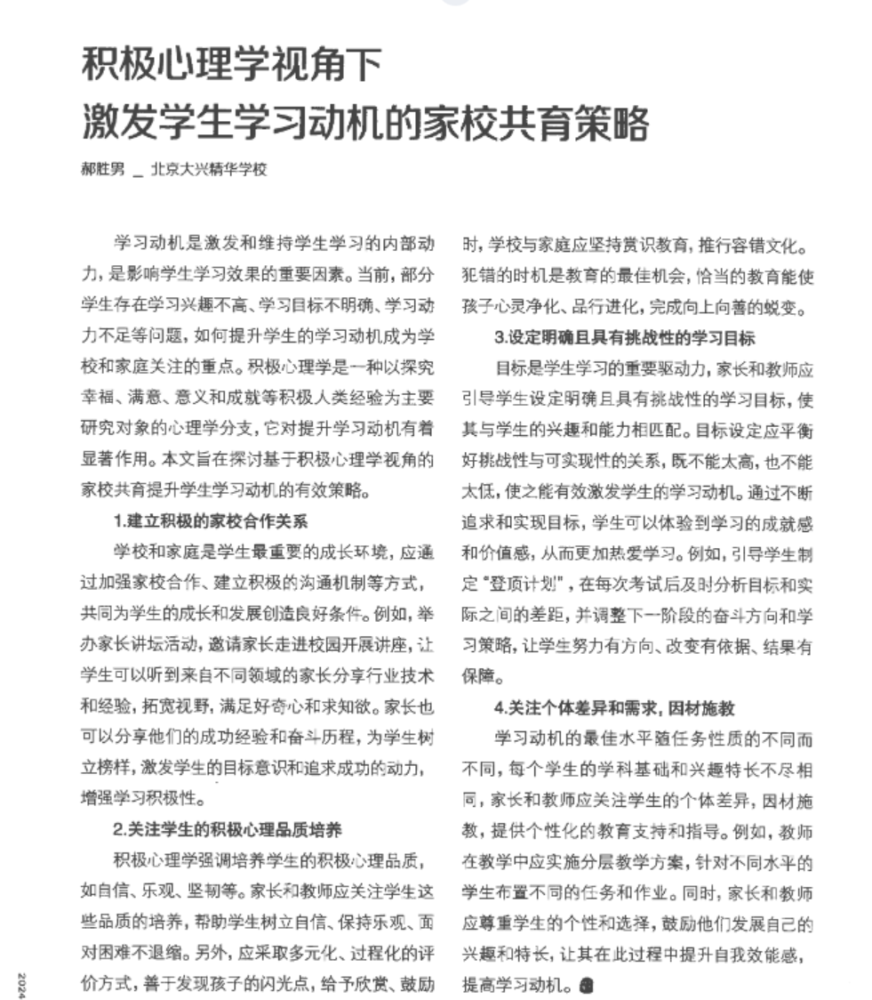 积极心理学视角下
激发学生学习动机的家校共育策略
郝胜男 _ 北京大兴精华学校
学习动机是激发和维持学生学习的内部动
力，是影响学生学习效果的重要因素。当前，部分
学生存在学习兴趣不高、学习目标不明确、学习动
力不足等问题，如何提升学生的学习动机成为学
校和家庭关注的重点。积极心理学是一种以探究
幸福、满意、意义和成就等积极人类经验为主要
研究对象的心理学分支，它对提升学习动机有着
显著作用。本文旨在探讨基于积极心理学视角的
家校共育提升学生学习动机的有效策略。
1.建立积极的家校合作关系
学校和家庭是学生最重要的成长环境，应通
过加强家校合作、建立积极的沟通机制等方式，
共同为学生的成长和发展创造良好条件。例如，举
办家长讲坛活动，邀请家长走进校园开展讲座，让
学生可以听到来自不同领域的家长分享行业技术
和经验，拓宽视野，满足好奇心和求知欲。家长也
可以分享他们的成功经验和奋斗历程，为学生树
立榜样，激发学生的目标意识和追求成功的动力，
增强学习积极性。
2.关注学生的积极心理品质培养
积极心理学强调培养学生的积极心理品质，
如自信、乐观、坚韧等。家长和教师应关注学生这
些品质的培养，帮助学生树立自信、保持乐观、面
对困难不退缩。另外，应采取多元化、过程化的评
价方式，善于发现孩子的闪光点，给予欣赏、鼓励
时，学校与家庭应坚持赏识教育，推行容错文化。
犯错的时机是教育的最佳机会，恰当的教育能使
孩子心灵净化、品行进化，完成向上向善的蜕变。
3.设定明确且具有挑战性的学习目标
目标是学生学习的重要驱动力，家长和教师应
引导学生设定明确且具有挑战性的学习目标，使
其与学生的兴趣和能力相匹配。目标设定应平衡
好挑战性与可实现性的关系，既不能太高，也不能
太低，使之能有效激发学生的学习动机。通过不断
追求和实现目标，学生可以体验到学习的成就感
和价值感，从而更加热爱学习。例如，引导学生制
定“登顶计划”，在每次考试后及时分析目标和实
际之间的差距，并调整下一阶段的奋斗方向和学
习策略，让学生努力有方向、改变有依据、结果有
保障。
4.关注个体差异和需求，因材施教
学习动机的最佳水平随任务性质的不同而
不同，每个学生的学科基础和兴趣特长不尽相
同，家长和教师应关注学生的个体差异，因材施
教，提供个性化的教育支持和指导。例如，教师
在教学中应实施分层教学方案，针对不同水平的
学生布置不同的任务和作业。同时，家长和教师
应尊重学生的个性和选择，鼓励他们发展自己的
兴趣和特长，让其在此过程中提升自我效能感，
提高学习动机。
2024